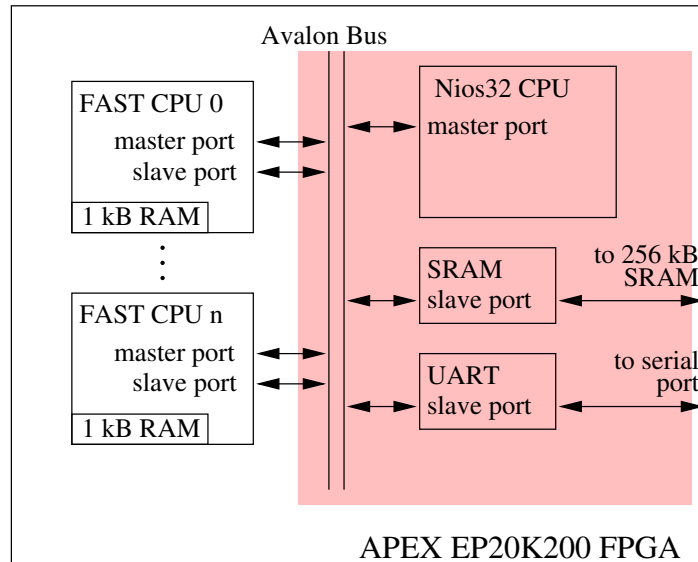 Avalon Bus
FAST CPU 0
master port
slave port
1 kB RAM
FAST CPU n
master port
slave port
1 kB RAM
Nios32 CPU
master port
SRAM
slave port
to 256 kB
SRAM
UART
slave port
to serial
port
APEX EP20K200 FPGA